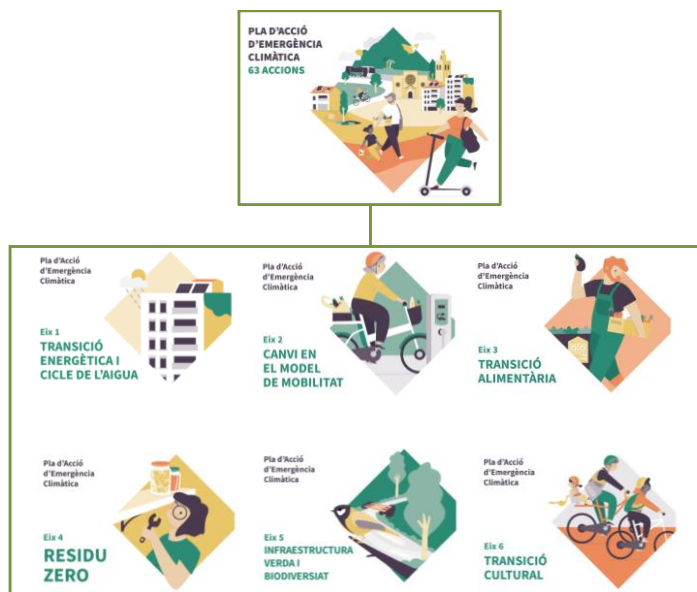 PLA D'ACCIÓ
D'EMERGÈNCIA
CLIMÀTICA
63 ACCIONS
Pla d'Acció
d'Emergència
Climàtica
Eix 1
TRANSICIÓ
ENERGÈTICA I
CICLE DE L'AIGUA
Pla d'Acció
d'Emergència
Climàtica
Eix 2
CANVI EN
EL MODEL
DE MOBILITAT
Pla d'Acció
d'Emergència
Climàtica
Eix 3
TRANSICIÓ
ALIMENTÀRIA
Pla d'Acció
d'Emergència
Climàtica
Eix 4
RESIDU
ZERO
Pla d'Acció
d'Emergència
Climàtica
Eix 5
INFRAESTRUCTURA
VERDA I
BIODIVERSIAT
Pla d'Acció
d'Emergència
Climàtica
Eix 6
TRANSICIÓ
CULTURAL